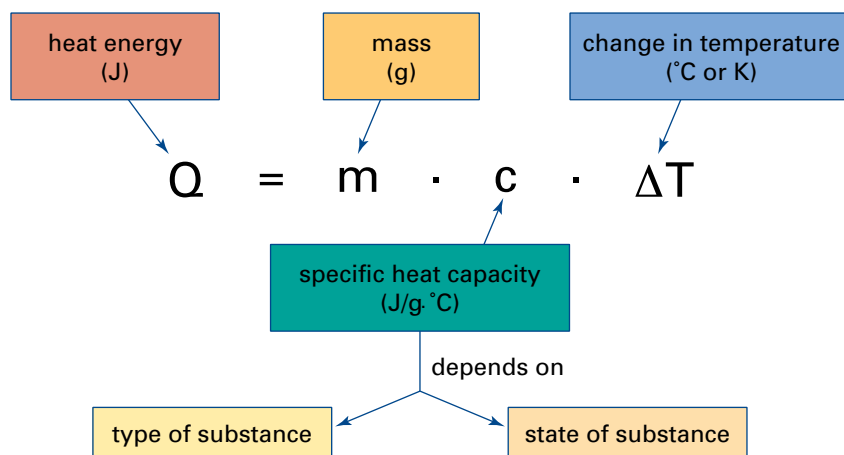 heat energy
(J)
mass
(g)
change in temperature
(˚C or K)
Q = m · c · ΔT
specific heat capacity
(J/g·˚C)
depends on
type of substance
state of substance